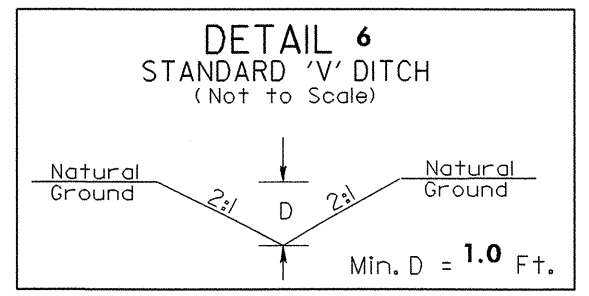 DETAIL 6
STANDARD 'V' DITCH
(Not to Scale)
Natural
Ground
2:1
D
2:1
Natural
Ground
Min. D = 1.0 Ft.